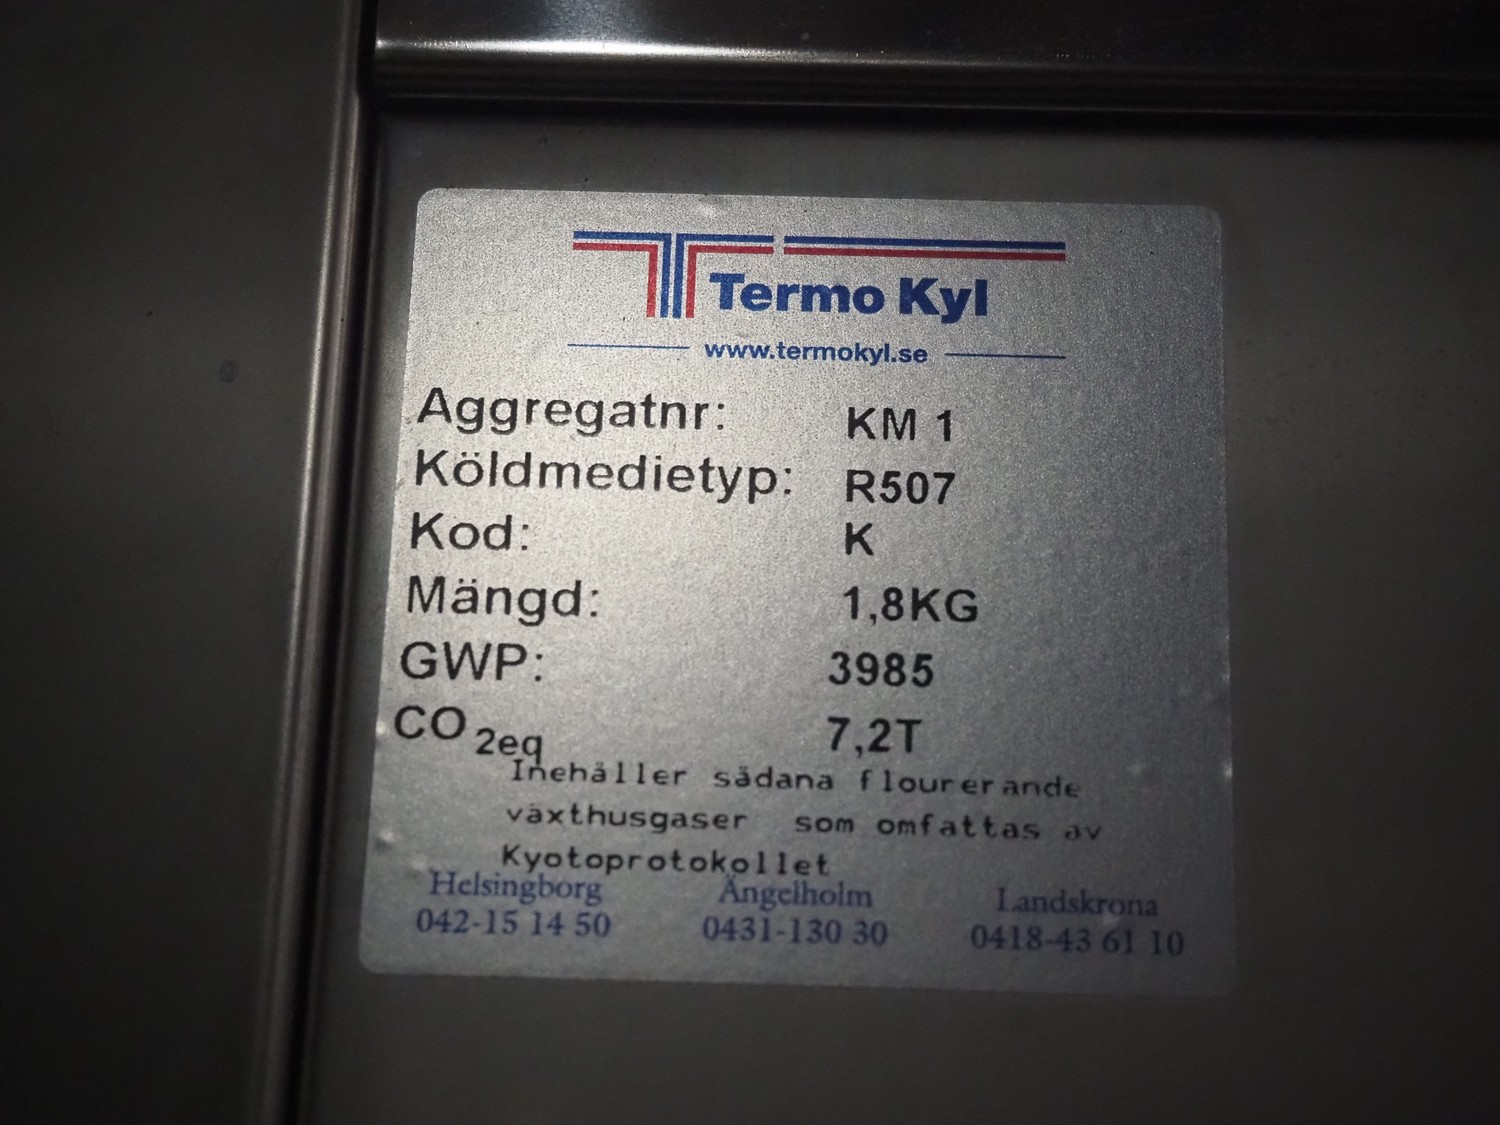 Termo Kyl
www.termokyl.se
Aggregatnr: KM 1
Köldmedietyp: R507
Kod: K
Mängd: 1,8KG
GWP: 3985
CO2eq 7,2T
Inehåller sådana flourerande
växthusgaser som omfattas av
Kyotoprotokollet
Helsingborg Ängelholm Landskrona
042-15 14 50 0431-130 30 0418-43 61 10